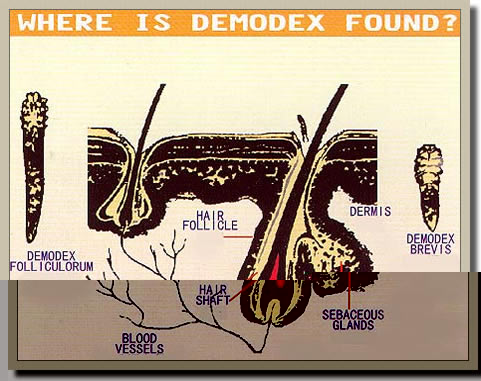 WHERE IS DEMODEX FOUND?
HAIR
FOLLICLE
DERMIS
DEMODEX
FOLLICULORUM
DEMODEX
BREVIS
HAIR
SHAFT
SEBACEOUS
GLANDS
BLOOD
VESSELS